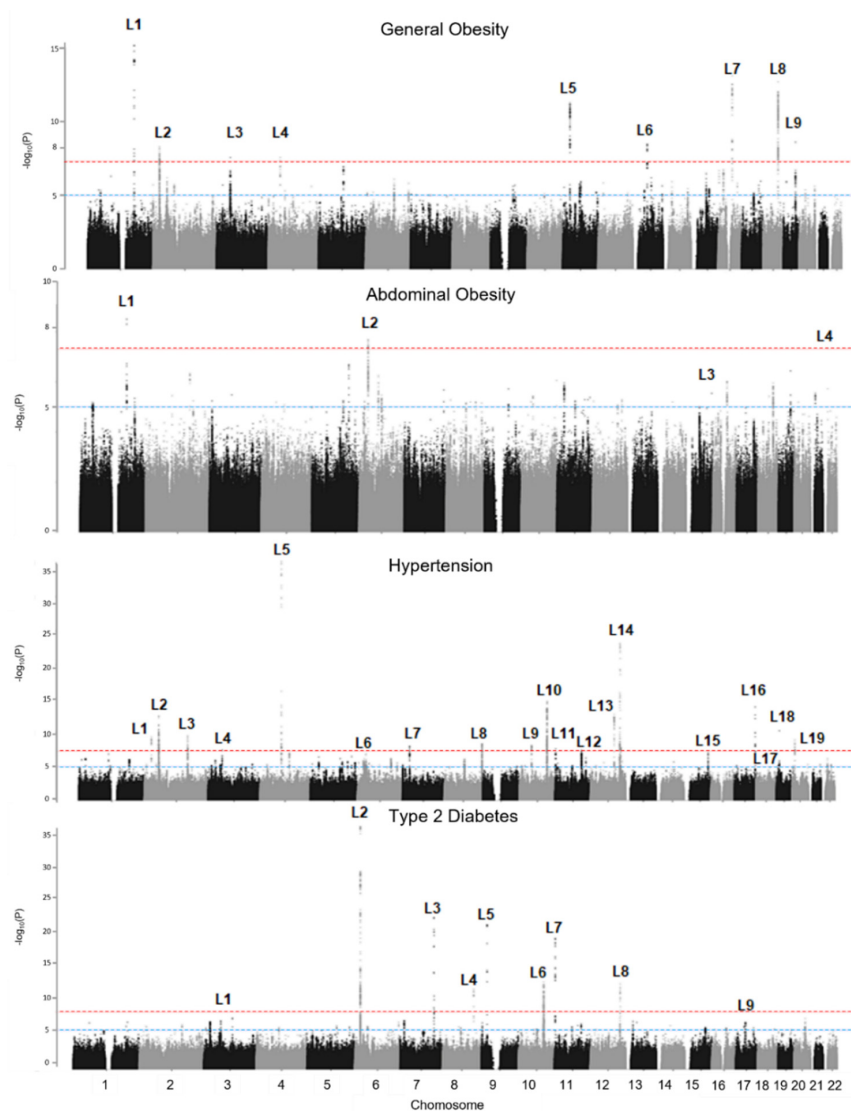 General Obesity
15
10
8
5
0
-log₁₀(P)
L1
L2
L3
L4
L5
L6
L7
L8
L9
Abdominal Obesity
10
8
5
0
-log₁₀(P)
L1
L2
L3
L4
Hypertension
35
30
25
20
15
10
5
0
-log₁₀(P)
L1
L2
L3
L4
L5
L6
L7
L8
L9
L10
L11
L12
L13
L14
L15
L16
L17
L18
L19
Type 2 Diabetes
35
30
25
20
15
10
5
0
-log₁₀(P)
L1
L2
L3
L4
L5
L6
L7
L8
L9
1 2 3 4 5 6 7 8 9 10 11 12 13 14 15 16 17 18 19 20 21 22
Chromosome